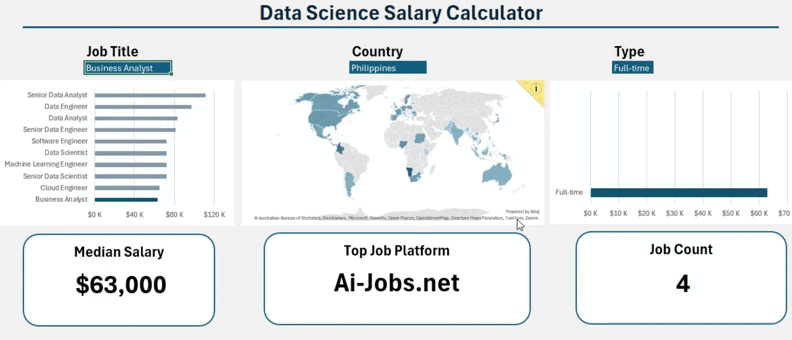 Data Science Salary Calculator
Job Title
Business Analyst
Country
Philippines
Type
Full-time
Senior Data Analyst
Data Engineer
Data Analyst
Senior Data Engineer
Software Engineer
Data Scientist
Machine Learning Engineer
Senior Data Scientist
Cloud Engineer
Business Analyst
$0 K $40 K $80 K $120 K
Powered by Bing
© Australian Bureau of Statistics, GeoNames, Microsoft, Navinfo, Open Places, OpenStreetMap, Overture Maps Fundation, TomTom, Zenrin
Full-time
$0 K $10 K $20 K $30 K $40 K $50 K $60 K $70
Median Salary
$63,000
Top Job Platform
Ai-Jobs.net
Job Count
4